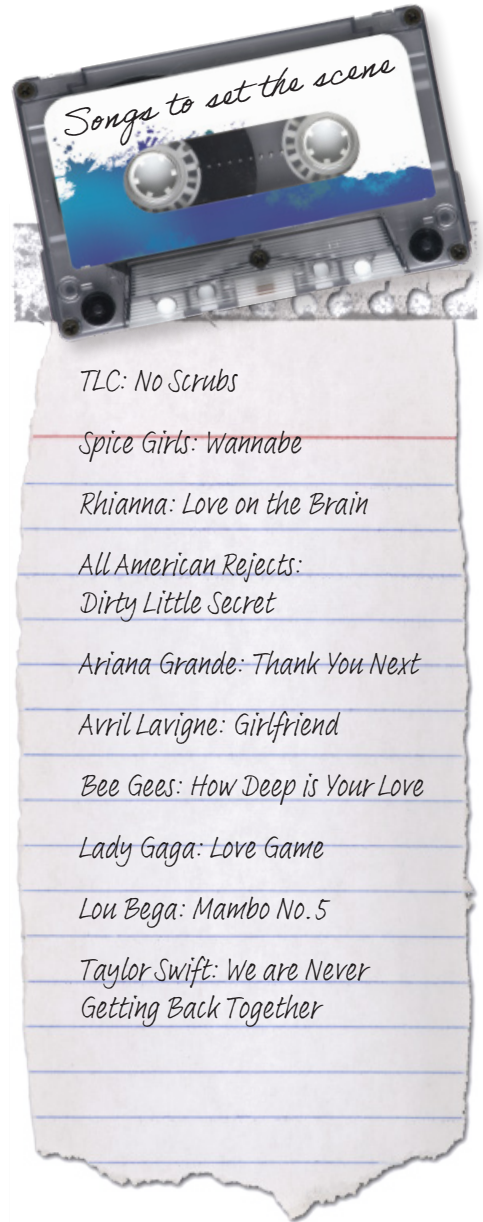 Songs to set the scene
TLC: No Scrubs
Spice Girls: Wannabe
Rhianna: Love on the Brain
All American Rejects:
Dirty Little Secret
Ariana Grande: Thank You Next
Avril Lavigne: Girlfriend
Bee Gees: How Deep is Your Love
Lady Gaga: Love Game
Lou Bega: Mambo No.5
Taylor Swift: We are Never
Getting Back Together